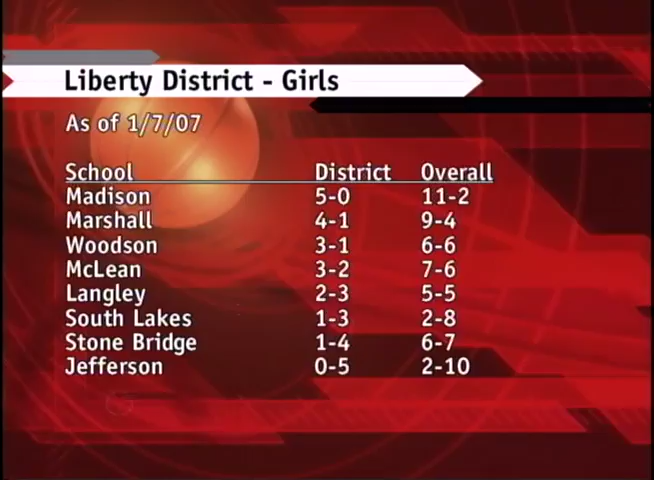 Liberty District - Girls
As of 1/7/07
School District Overall
Madison 5-0 11-2
Marshall 4-1 9-4
Woodson 3-1 6-6
McLean 3-2 7-6
Langley 2-3 5-5
South Lakes 1-3 2-8
Stone Bridge 1-4 6-7
Jefferson 0-5 2-10